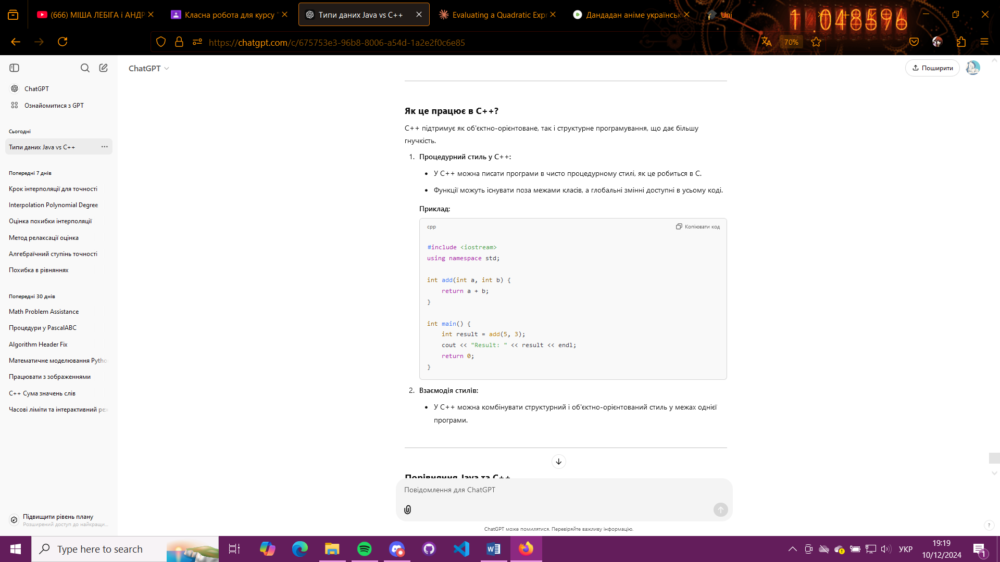 (666) МІША ЛЕБІГА і АНДР
Класна робота для курсу "
Типи даних Java vs C++
Evaluating a Quadratic Expr
Дандадан аніме українськ
Uni
1.048596
https://chatgpt.com/c/675753e3-96b8-8006-a54d-1a2e2f0c6e85
70%
ChatGPT
Поширити
ChatGPT
Ознайомитися з GPT
Сьогодні
Типи даних Java vs C++
Попередні 7 днів
Крок інтерполяції для точності
Interpolation Polynomial Degree
Оцінка похибки інтерполяції
Метод релаксації оцінка
Алгебраїчний ступінь точності
Похибка в рівняннях
Попередні 30 днів
Math Problem Assistance
Процедури у PascalABC
Algorithm Header Fix
Математичне моделювання Pytho
Працювати з зображеннями
C++ Сума значень слів
Часові ліміти та інтерактивний реж
Підвищити рівень плану
Розширений доступ до найкращи...
Як це працює в C++?
C++ підтримує як об'єктно-орієнтоване, так і структурне програмування, що дає більшу
гнучкість.
1. Процедурний стиль у C++:
• У C++ можна писати програми в чисто процедурному стилі, як це робиться в C.
• Функції можуть існувати поза межами класів, а глобальні змінні доступні в усьому коді.
Приклад:
cpp
Копіювати код
#include <iostream>
using namespace std;
int add(int a, int b) {
    return a + b;
}
int main() {
    int result = add(5, 3);
    cout << "Result: " << result << endl;
    return 0;
}
2. Взаємодія стилів:
• У C++ можна комбінувати структурний і об'єктно-орієнтований стиль у межах однієї
програми.
Порівняння Java та C++
Повідомлення для ChatGPT
ChatGPT може помилятися. Перевіряйте важливу інформацію.
?
Type here to search
УКР
19:19
10/12/2024
1